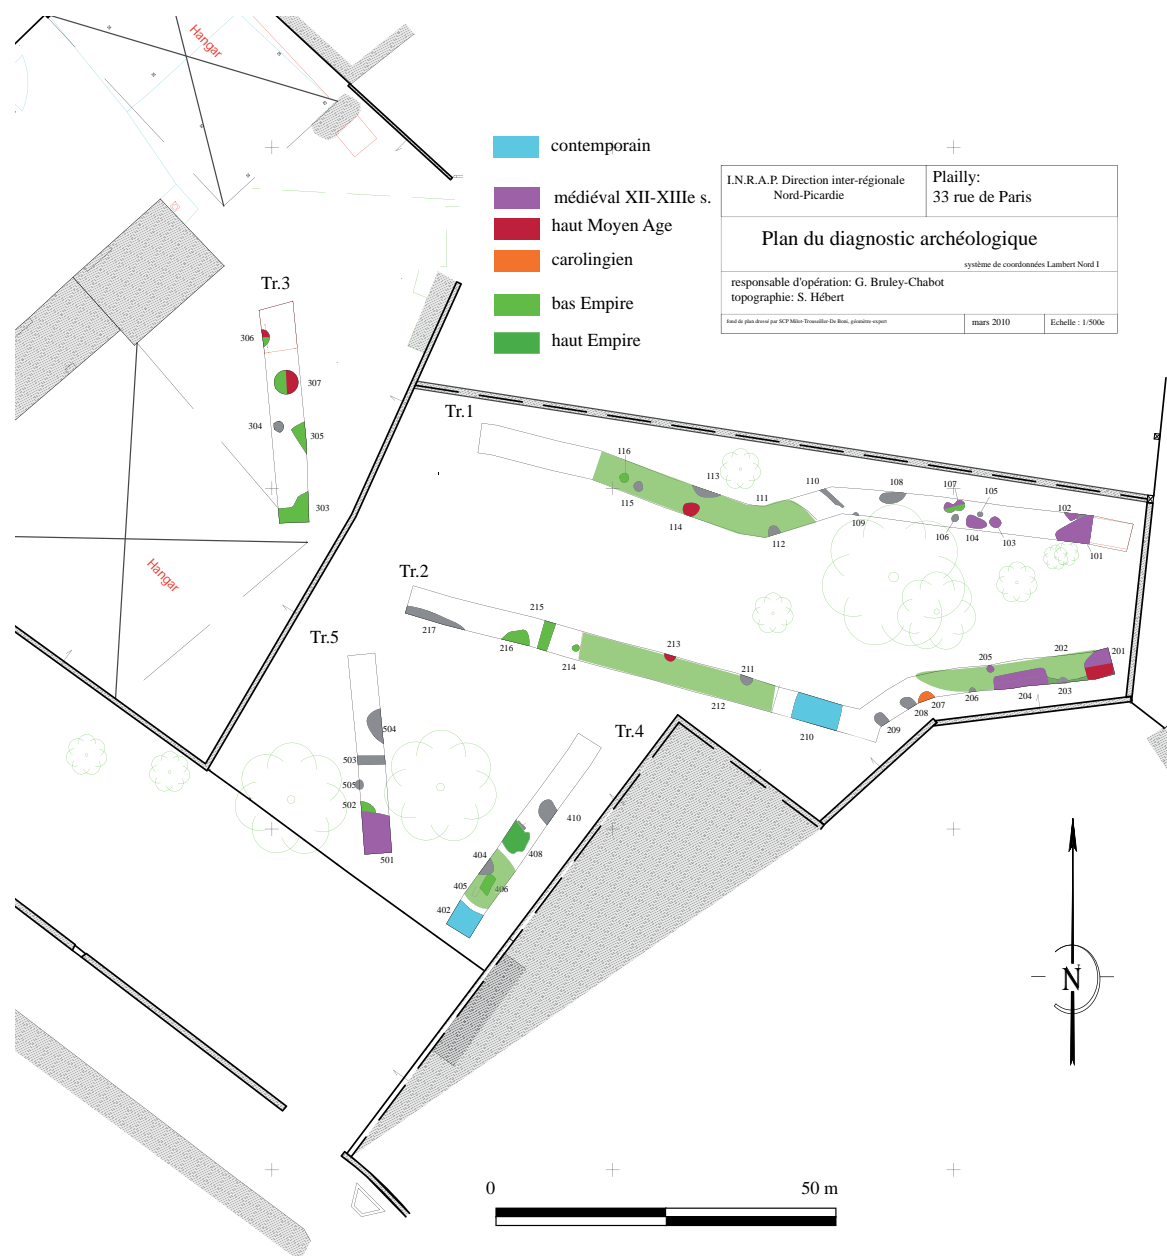 Hangar
contemporain
médiéval XII-XIIIe s.
haut Moyen Age
carolingien
bas Empire
haut Empire
I.N.R.A.P. Direction inter-régionale
Nord-Picardie
Plailly:
33 rue de Paris
Plan du diagnostic archéologique
système de coordonnées Lambert Nord I
responsable d'opération: G. Bruley-Chabot
topographie: S. Hébert
mars 2010
Echelle : 1/500e
Tr.3
306
307
304
305
303
Hangar
Tr.1
116
115
113
114
111
112
110
109
108
107
106
105
104
103
102
101
Tr.2
217
216
215
214
213
212
211
210
209
208
207
206
205
204
203
202
201
Tr.5
504
503
505
502
501
Tr.4
410
408
404
405
406
402
N
0
50 m